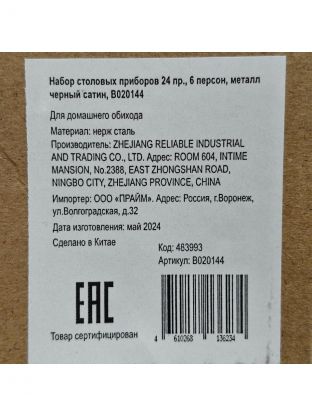 Набор столовых приборов 24 пр., 6 персон, металл
черный сатин, B020144
Для домашнего обихода
Материал: нерж сталь
Производитель: ZHEJIANG RELIABLE INDUSTRIAL
AND TRADING CO., LTD. Адрес: ROOM 604, INTIME
MANSION, No.2388, EAST ZHONGSHAN ROAD,
NINGBO CITY, ZHEJIANG PROVINCE, CHINA
Импортер: ООО «ПРАЙМ». Адрес: Россия, г.Воронеж,
ул.Волгоградская, д.32
Дата изготовления: май 2024
Сделано в Китае
Код: 483993
Артикул: B020144
EAC
Товар сертифицирован
4 610268 136234